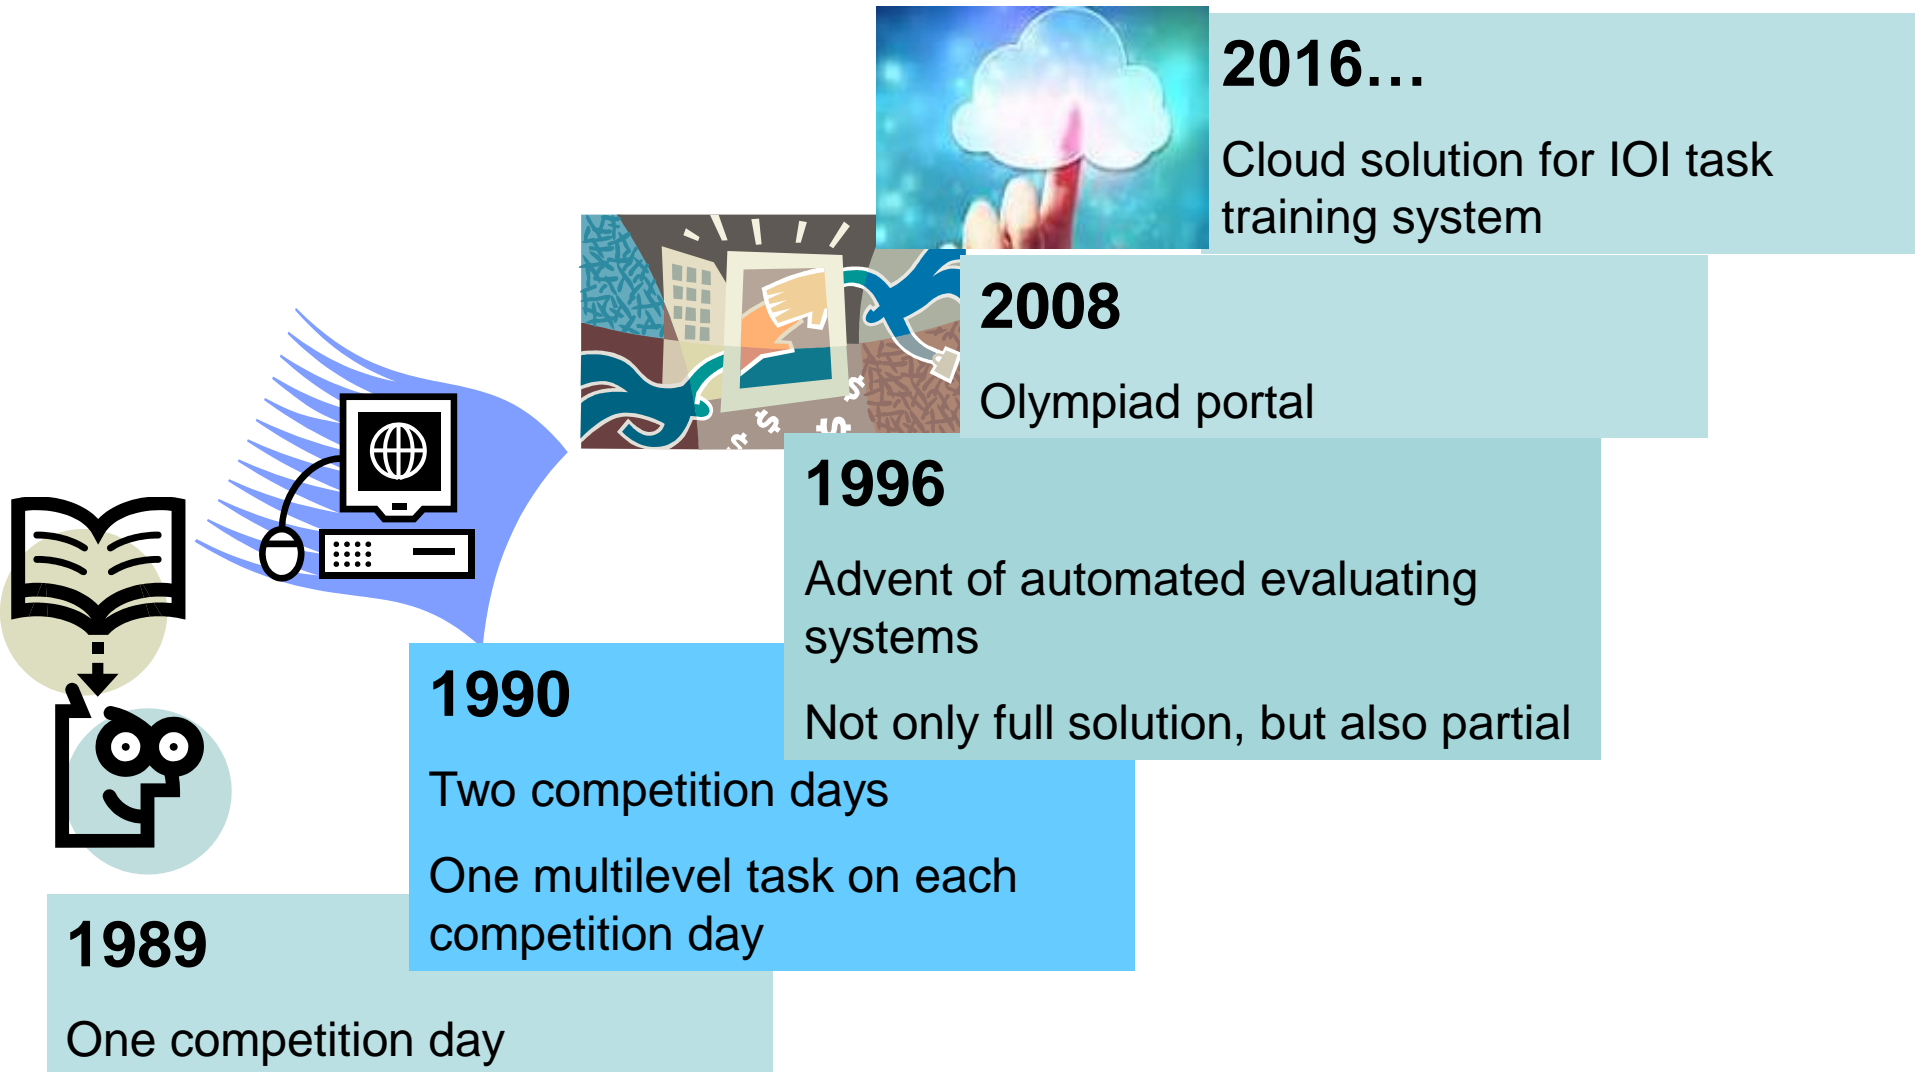 2016…
Cloud solution for IOI task
training system
2008
Olympiad portal
1996
Advent of automated evaluating
systems
Not only full solution, but also partial
1990
Two competition days
One multilevel task on each
competition day
1989
One competition day